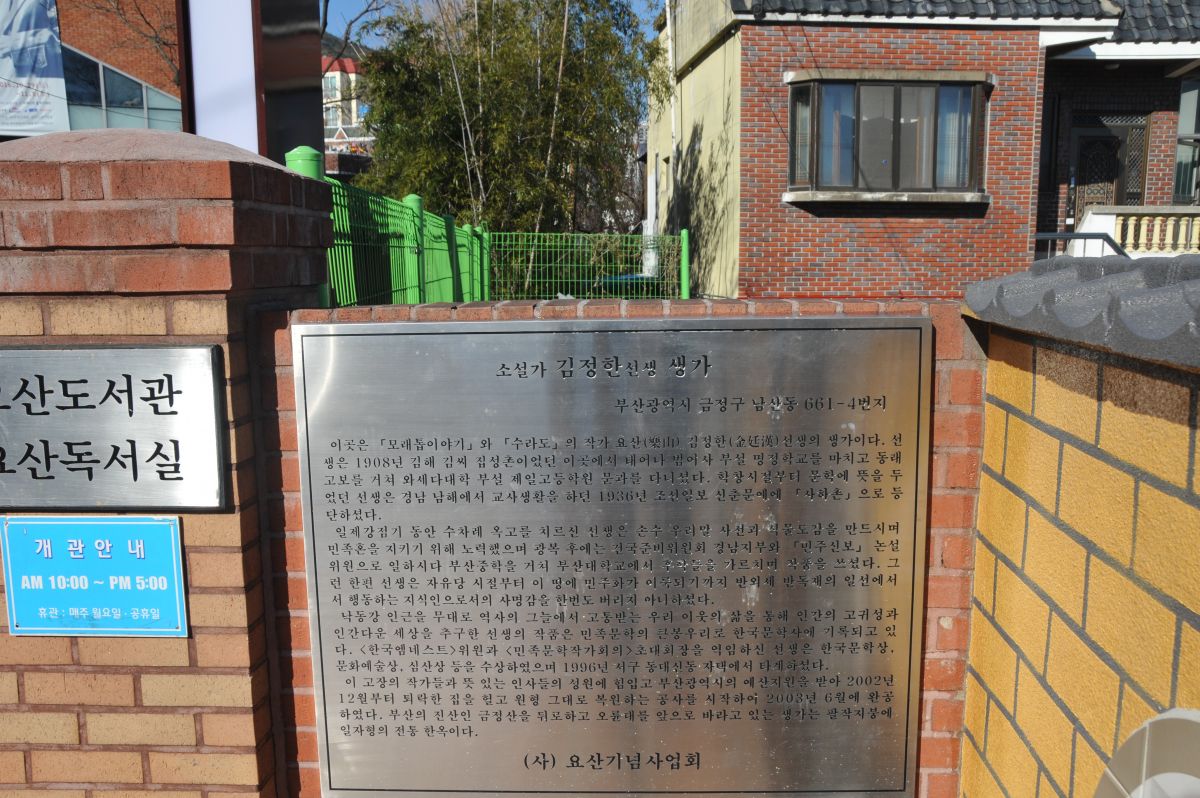 요산도서관
요산독서실
개관안내
AM 10:00 ~ PM 5:00
휴관 : 매주 월요일·공휴일
소설가 김정한선생 생가
부산광역시 금정구 남산동 661-4번지
이곳은 「모래톱이야기」와 「수라도」의 작가 요산(樂山) 김정한(金廷漢)선생의 생가이다. 선
생은 1908년 김해 김씨 집성촌이었던 이곳에서 태어나 범어사 부설 명정학교를 마치고 동래
고보를 거쳐 와세다대학 부설 제일고등학원 문과를 다니셨다. 학창시절부터 문학에 뜻을 두
었던 선생은 경남 남해에서 교사생활을 하던 1936년 조선일보 신춘문예에 「사하촌」으로 등
단하셨다.
일제강점기 동안 수차례 옥고를 치르신 선생은 손수 우리말 사전과 식물도감을 만드시며
민족혼을 지키기 위해 노력했으며 광복 후에는 건국준비위원회 경남지부와 「민주신보」 논설
위원으로 일하시다 부산중학을 거쳐 부산대학교에서 후학들을 가르치며 작품을 쓰셨다. 그
런 한편 선생은 자유당 시절부터 이 땅에 민주화가 이룩되기까지 반외세 반독재의 일선에서
서 행동하는 지식인으로서의 사명감을 한번도 버리지 아니하셨다.
낙동강 인근을 무대로 역사의 그늘에서 고통받는 우리 이웃의 삶을 통해 인간의 고귀성과
인간다운 세상을 추구한 선생의 작품은 민족문학의 큰봉우리로 한국문학사에 기록되고 있
다. <한국엠네스트>위원과 <민족문학작가회의>초대회장을 역임하신 선생은 한국문학상,
문화예술상, 심산상 등을 수상하였으며 1996년 서구 동대신동 자택에서 타계하셨다.
이 고장의 작가들과 뜻 있는 인사들의 성원에 힘입고 부산광역시의 예산지원을 받아 2002년
12월부터 퇴락한 집을 헐고 원형 그대로 복원하는 공사를 시작하여 2003년 6월에 완공
하였다. 부산의 진산인 금정산을 뒤로하고 오륜대를 앞으로 바라고 있는 생가는 팔작지붕에
일자형의 전통 한옥이다.
(사) 요산기념사업회